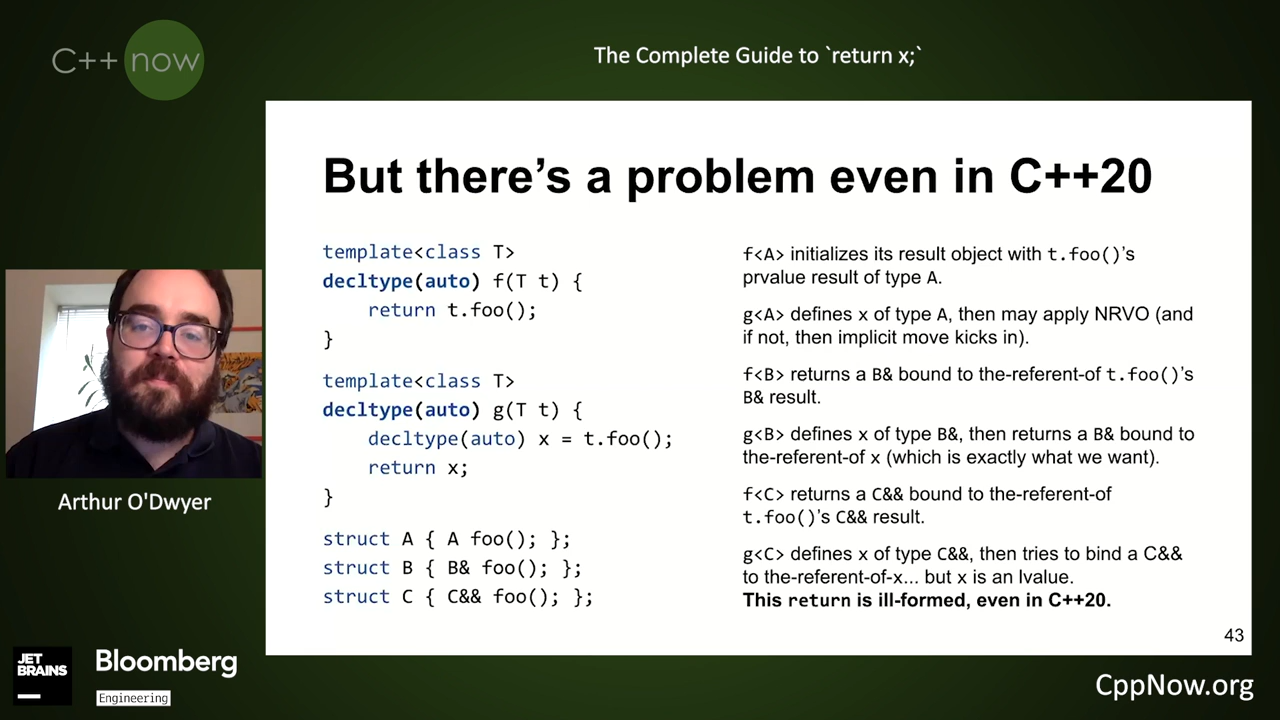 C++ now
The Complete Guide to `return x;`
But there's a problem even in C++20
template<class T>
decltype(auto) f(T t) {
    return t.foo();
}
template<class T>
decltype(auto) g(T t) {
    decltype(auto) x = t.foo();
    return x;
}
struct A { A foo(); };
struct B { B& foo(); };
struct C { C&& foo(); };
f<A> initializes its result object with t.foo()'s
prvalue result of type A.
g<A> defines x of type A, then may apply NRVO (and
if not, then implicit move kicks in).
f<B> returns a B& bound to the-referent-of t.foo()'s
B& result.
g<B> defines x of type B&, then returns a B& bound to
the-referent-of x (which is exactly what we want).
f<C> returns a C&& bound to the-referent-of
t.foo()'s C&& result.
g<C> defines x of type C&&, then tries to bind a C&&
to the-referent-of-x... but x is an lvalue.
This return is ill-formed, even in C++20.
43
Arthur O'Dwyer
JET
BRAINS
Bloomberg
Engineering
CppNow.org